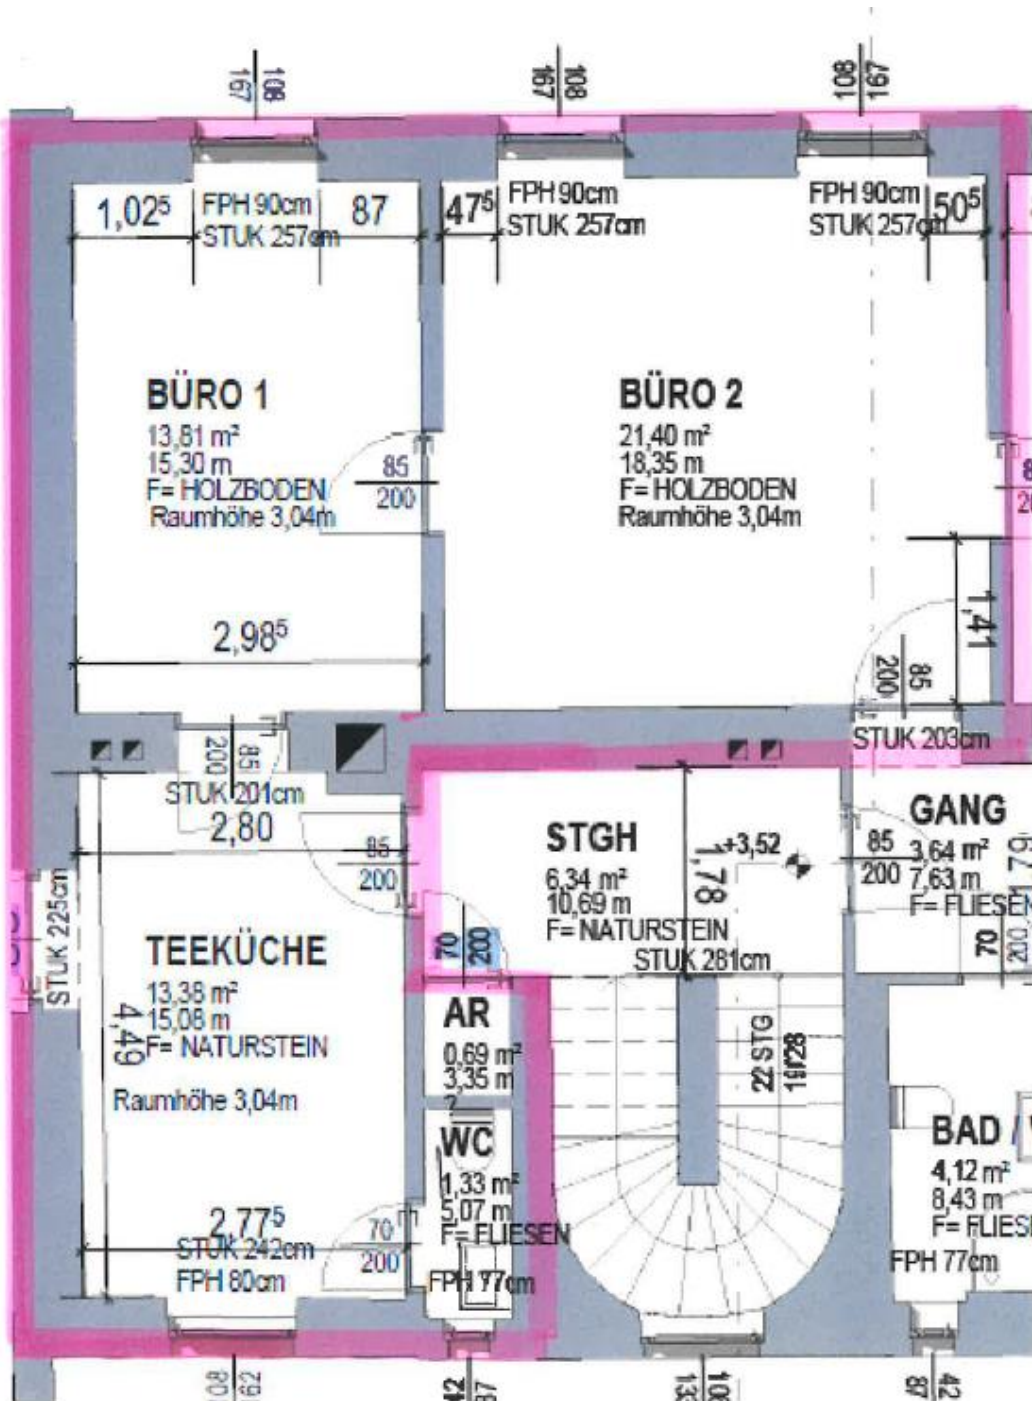 108
167
108
167
108
167
1,02⁵
FPH 90cm
STUK 257cm
87
47⁵
FPH 90cm
STUK 257cm
FPH 90cm
STUK 257cm
50⁵
BÜRO 1
13,81 m²
15,30 m
F= HOLZBODEN
Raumhöhe 3,04m
85
200
BÜRO 2
21,40 m²
18,35 m
F= HOLZBODEN
Raumhöhe 3,04m
2,98⁵
1,41
85
200
85
200
STUK 201cm
2,80
STUK 203cm
85
200
STGH
6,34 m²
10,69 m
F= NATURSTEIN
STUK 281cm
1,78
+3,52
85
200
GANG
3,64 m²
7,63 m
F= FLIESEN
1,79
STUK 225cm
TEEKÜCHE
13,38 m²
15,08 m
F= NATURSTEIN
Raumhöhe 3,04m
4,49
70
200
70
200
AR
0,69 m²
3,35 m
?
22 STG
WC
1,33 m²
5,07 m
F= FLIESEN
FPH 77cm
BAD /
4,12 m²
8,43 m
F= FLIESE
FPH 77cm
2,77⁵
STUK 242cm
FPH 80cm
70
200
42
87